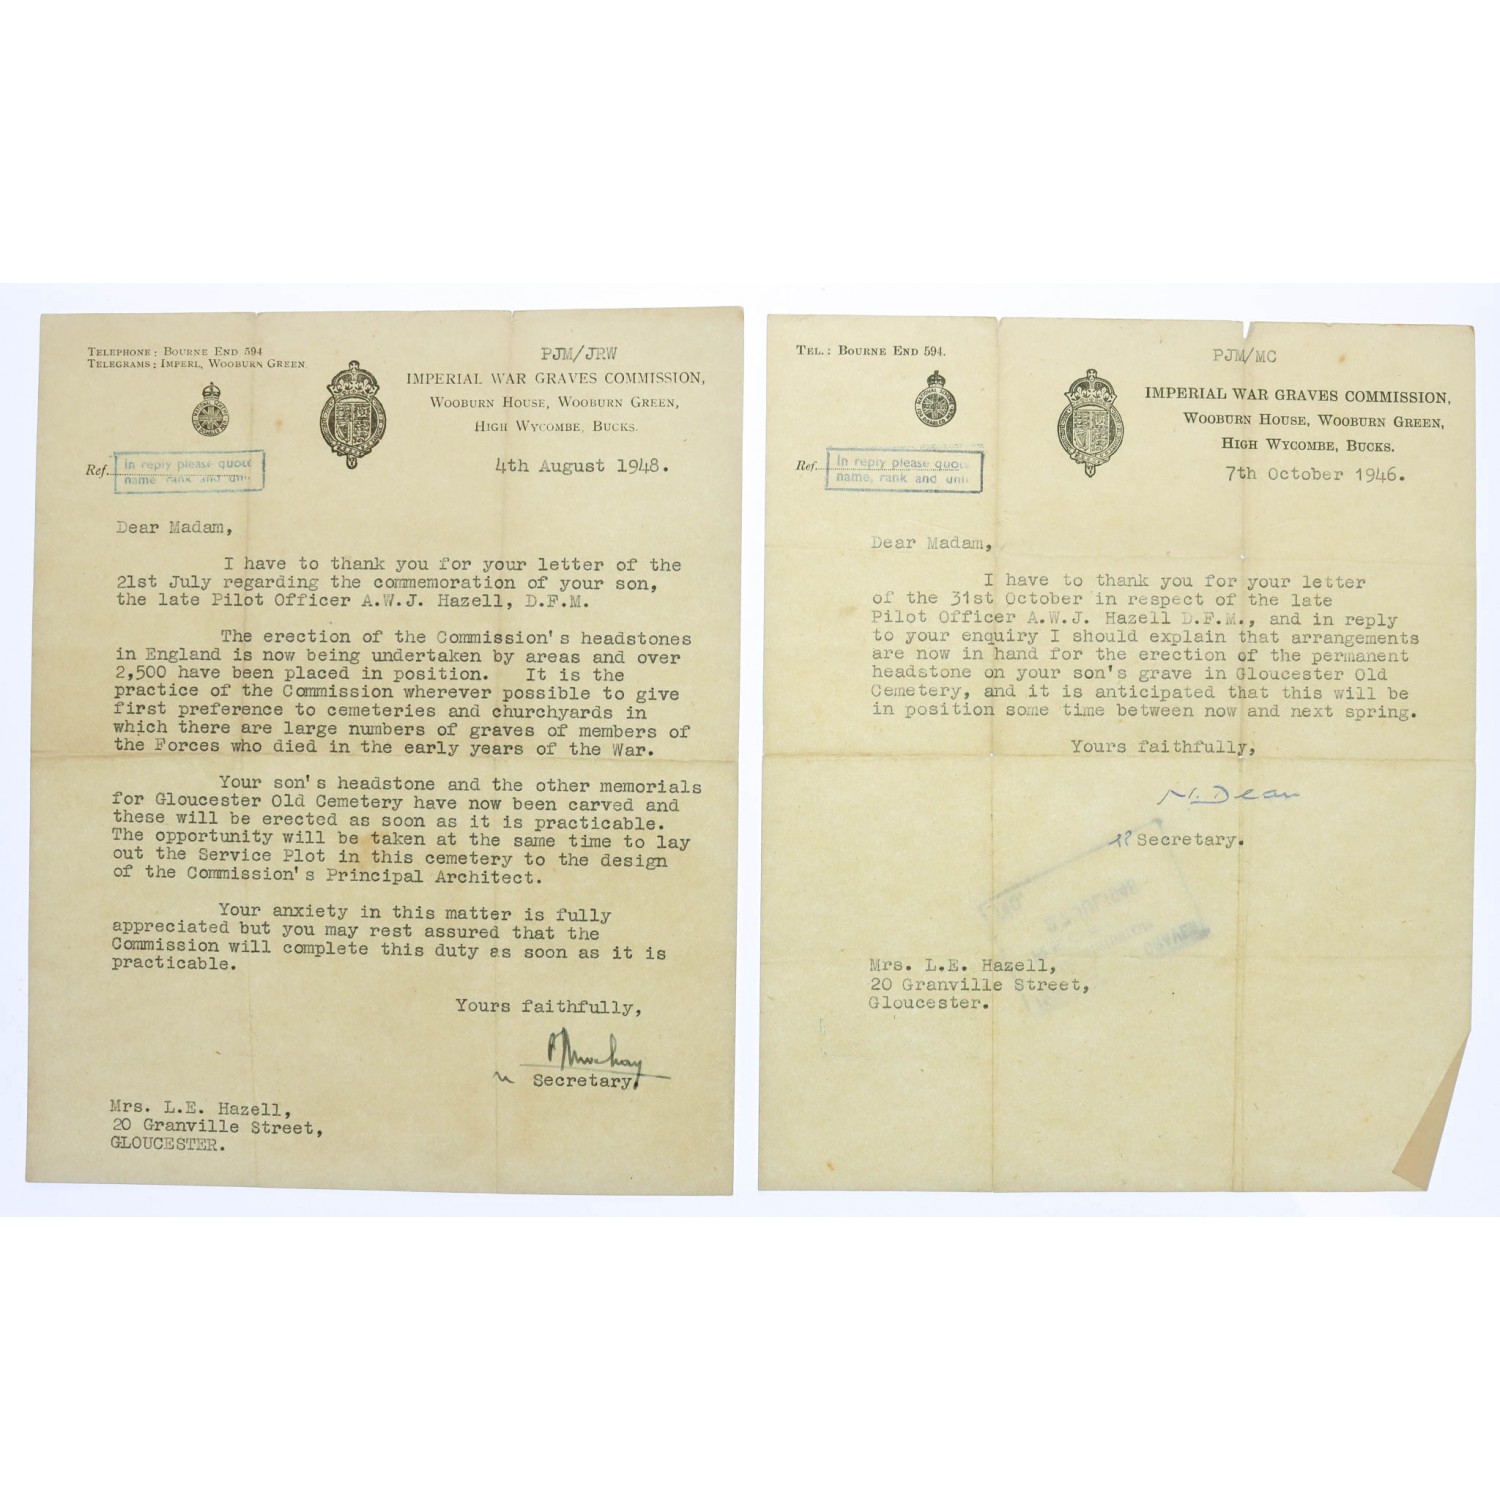 TELEPHONE: BOURNE END 594
TELEGRAMS: IMPERL, WOOBURN GREEN
PJM/JRW
IMPERIAL WAR GRAVES COMMISSION,
WOOBURN HOUSE, WOOBURN GREEN,
HIGH WYCOMBE, BUCKS.
4th August 1948.
Ref.
In reply please quote
name rank and unit
Dear Madam,
I have to thank you for your letter of the
21st July regarding the commemoration of your son,
the late Pilot Officer A.W.J. Hazell, D.F.M.
The erection of the Commission's headstones
in England is now being undertaken by areas and over
2,500 have been placed in position. It is the
practice of the Commission wherever possible to give
first preference to cemeteries and churchyards in
which there are large numbers of graves of members of
the Forces who died in the early years of the War.
Your son's headstone and the other memorials
for Gloucester Old Cemetery have now been carved and
these will be erected as soon as it is practicable.
The opportunity will be taken at the same time to lay
out the Service Plot in this cemetery to the design
of the Commission's Principal Architect.
Your anxiety in this matter is fully
appreciated but you may rest assured that the
Commission will complete this duty as soon as it is
practicable.
Yours faithfully,
Secretary.
Mrs. L.E. Hazell,
20 Granville Street,
GLOUCESTER.
TEL.: BOURNE END 594.
PJM/MC
IMPERIAL WAR GRAVES COMMISSION,
WOOBURN HOUSE, WOOBURN GREEN,
HIGH WYCOMBE, BUCKS.
7th October 1946.
Ref.
In reply please quote
name, rank and unit
Dear Madam,
I have to thank you for your letter
of the 31st October in respect of the late
Pilot Officer A.W.J. Hazell D.F.M., and in reply
to your enquiry I should explain that arrangements
are now in hand for the erection of the permanent
headstone on your son's grave in Gloucester Old
Cemetery, and it is anticipated that this will be
in position some time between now and next spring.
Yours faithfully,
N. Dean
Secretary.
Mrs. L.E. Hazell,
20 Granville Street,
Gloucester.